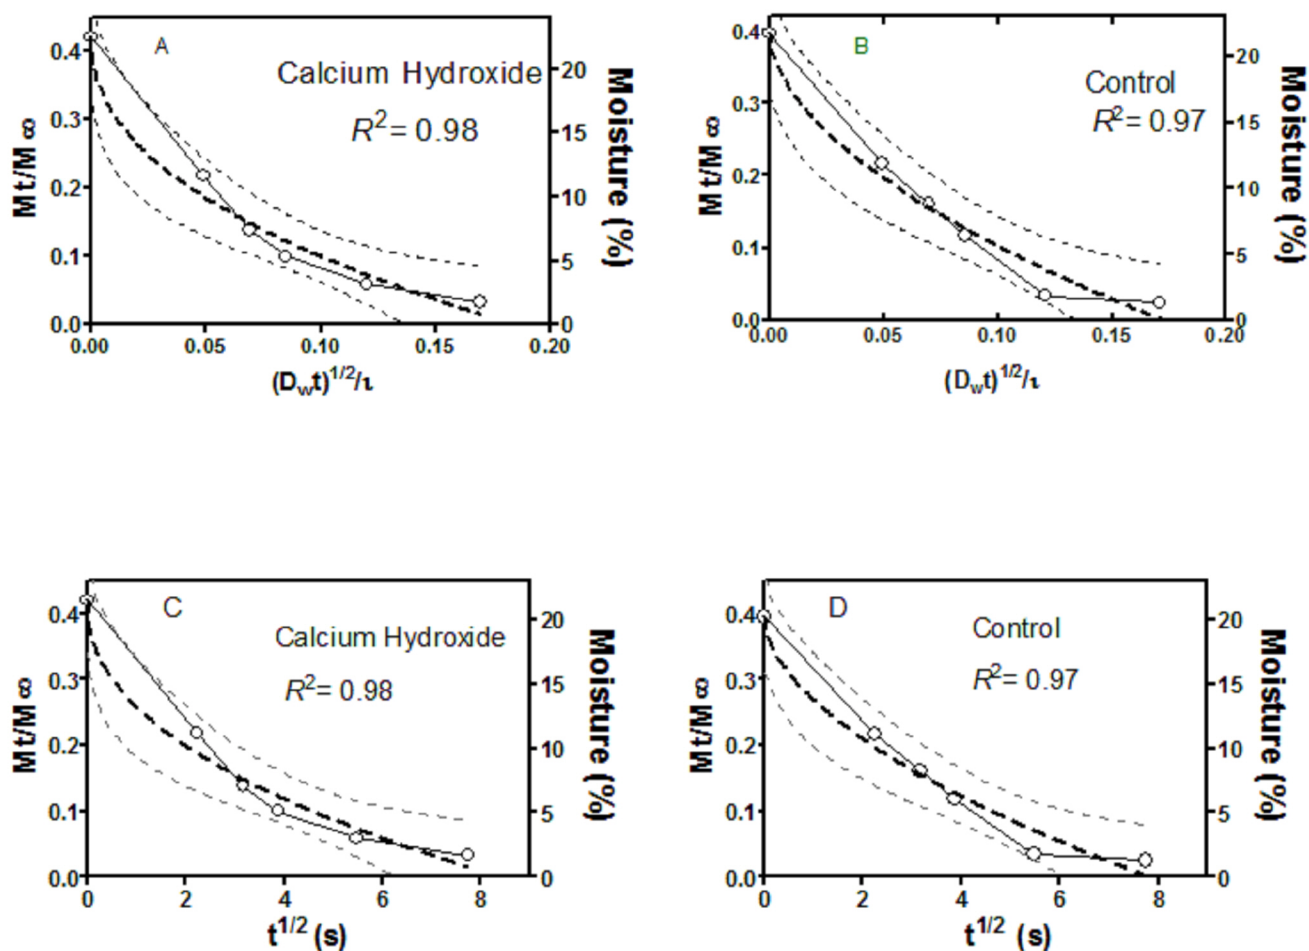 A
Calcium Hydroxide
R² = 0.98
Mt/M∞
0.4
0.3
0.2
0.1
0.0
20
15
10
5
0
Moisture (%)
0.00 0.05 0.10 0.15 0.20
(Dwt)^1/2/ι
B
Control
R² = 0.97
Mt/M∞
0.4
0.3
0.2
0.1
0.0
20
15
10
5
0
Moisture (%)
0.00 0.05 0.10 0.15 0.20
(Dwt)^1/2/ι
C
Calcium Hydroxide
R² = 0.98
Mt/M∞
0.4
0.3
0.2
0.1
0.0
20
15
10
5
0
Moisture (%)
0 2 4 6 8
t^1/2 (s)
D
Control
R² = 0.97
Mt/M∞
0.4
0.3
0.2
0.1
0.0
20
15
10
5
0
Moisture (%)
0 2 4 6 8
t^1/2 (s)